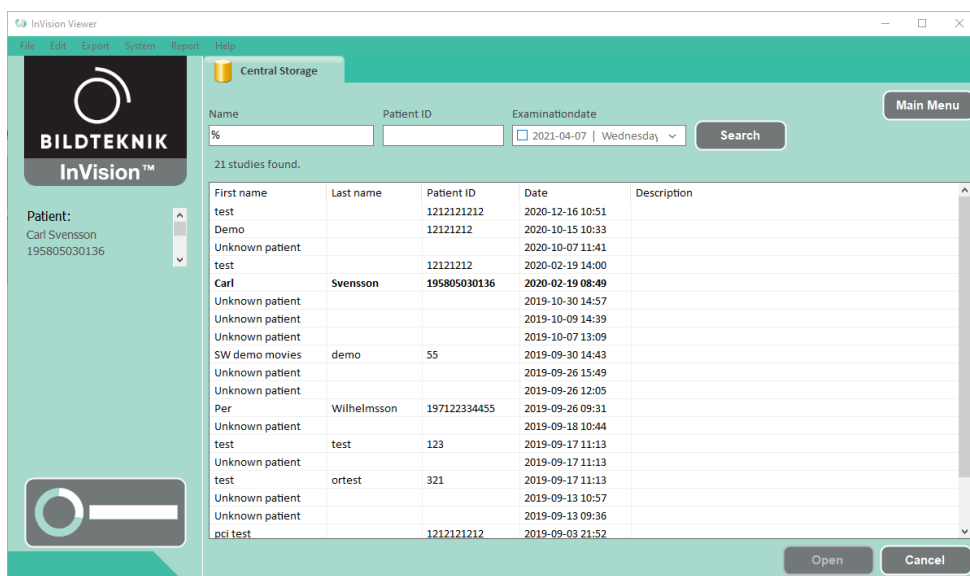 InVision Viewer
File Edit Export System Report Help
BILDTEKNIK
InVision™
Patient:
Carl Svensson
195805030136
Central Storage
Main Menu
Name Patient ID Examinationdate
% 2021-04-07 | Wednesday Search
21 studies found.
First name Last name Patient ID Date Description
test 1212121212 2020-12-16 10:51
Demo 12121212 2020-10-15 10:33
Unknown patient 2020-10-07 11:41
test 12121212 2020-02-19 14:00
Carl Svensson 195805030136 2020-02-19 08:49
Unknown patient 2019-10-30 14:57
Unknown patient 2019-10-09 14:39
Unknown patient 2019-10-07 13:09
SW demo movies demo 55 2019-09-30 14:43
Unknown patient 2019-09-26 15:49
Unknown patient 2019-09-26 12:05
Per Wilhelmsson 197122334455 2019-09-26 09:31
Unknown patient 2019-09-18 10:44
test test 123 2019-09-17 11:13
Unknown patient 2019-09-17 11:13
test ortest 321 2019-09-17 11:13
Unknown patient 2019-09-13 10:57
Unknown patient 2019-09-13 09:36
pci test 1212121212 2019-09-03 21:52
Open Cancel